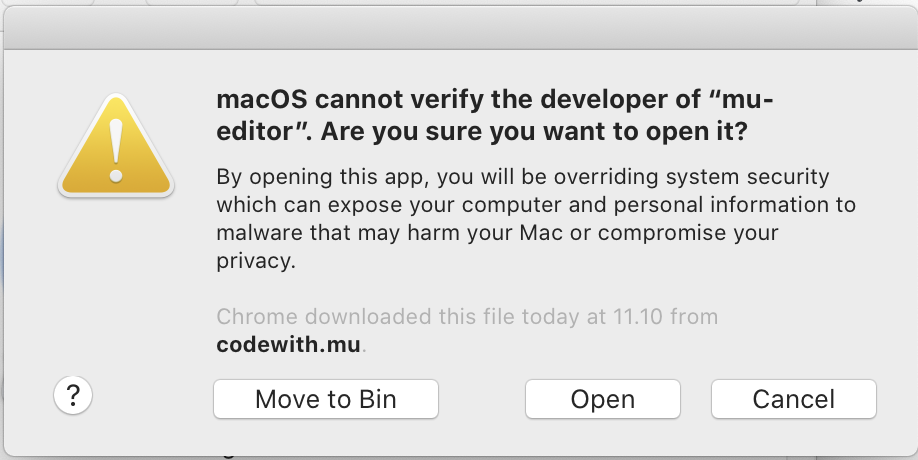 macOS cannot verify the developer of “mu-
editor”. Are you sure you want to open it?
By opening this app, you will be overriding system security
which can expose your computer and personal information to
malware that may harm your Mac or compromise your
privacy.
Chrome downloaded this file today at 11.10 from
codewith.mu.
?
Move to Bin
Open
Cancel